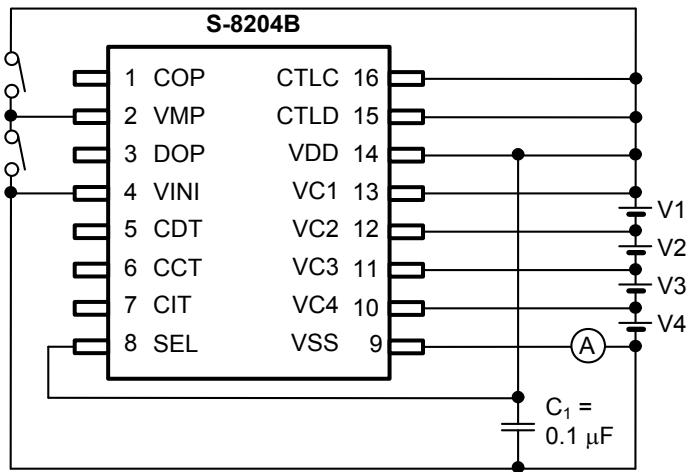 S-8204B
1 COP CTLC 16
2 VMP CTLD 15
3 DOP VDD 14
4 VINI VC1 13
5 CDT VC2 12
6 CCT VC3 11
7 CIT VC4 10
8 SEL VSS 9
V1
V2
V3
V4
A
C₁ =
0.1 μF